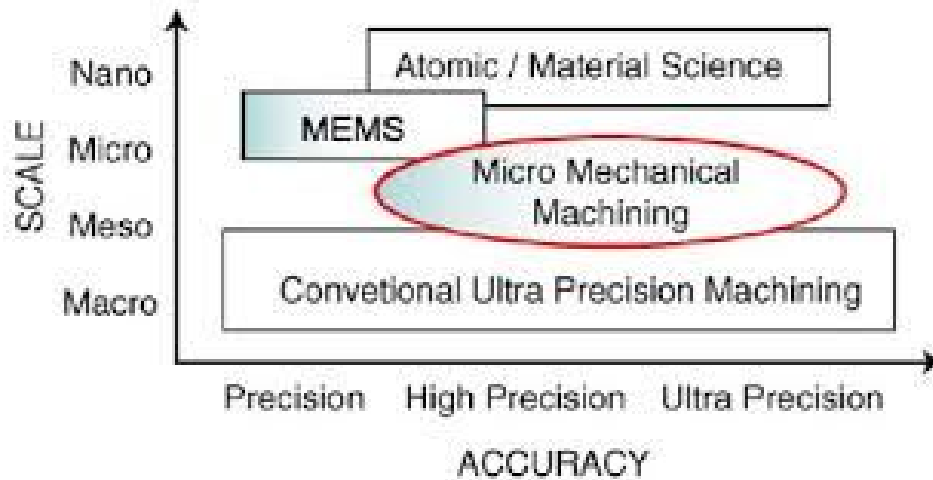 Nano
Atomic / Material Science
MEMS
Micro
Micro Mechanical
Machining
SCALE
Meso
Macro
Convetional Ultra Precision Machining
Precision
High Precision
Ultra Precision
ACCURACY